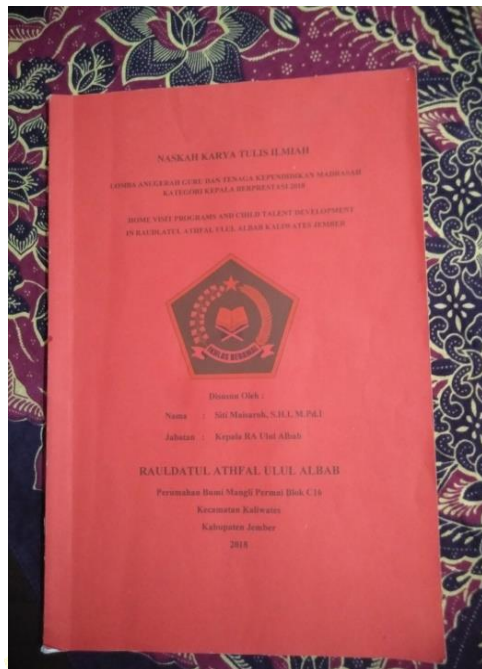 NASKAH KARYA TULIS ILMIAH
LOMBA ANUGERAH GURU DAN TENAGA KEPENDIDIKAN MADRASAH
KATEGORI KEPALA BERPRESTASI 2018
HOME VISIT PROGRAMS AND CHILD TALENT DEVELOPMENT
IN RAUDLATUL ATHFAL ULUL ALBAB KALIWATES JEMBER
IKHLAS BERAMAL
Disusun Oleh :
Nama : Siti Maisaroh, S.H.I, M.Pd.I
Jabatan : Kepala RA Ulul Albab
RAULDATUL ATHFAL ULUL ALBAB
Perumahan Bumi Mangli Permai Blok C16
Kecamatan Kaliwates
Kabupaten Jember
2018